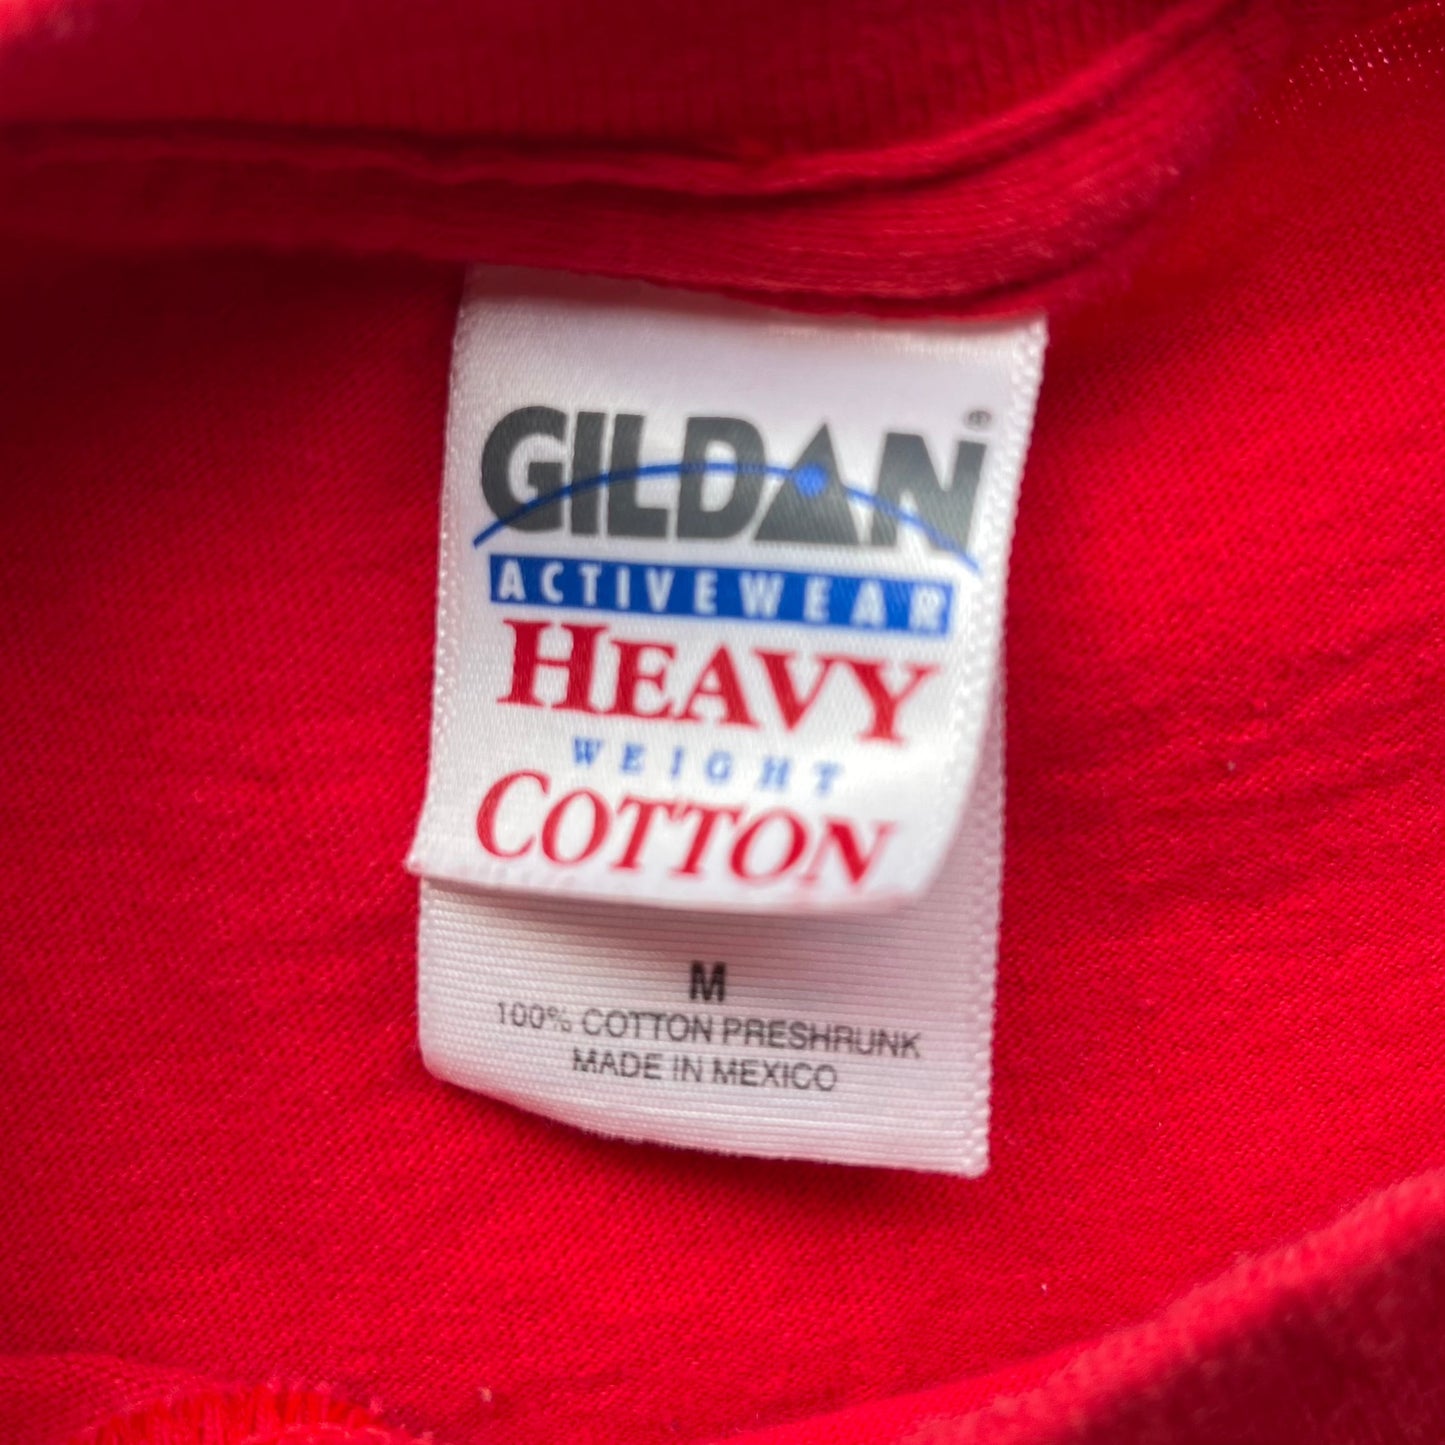 GILDAN®
ACTIVEWEAR
HEAVY
WEIGHT
COTTON
M
100% COTTON PRESHRUNK
MADE IN MEXICO